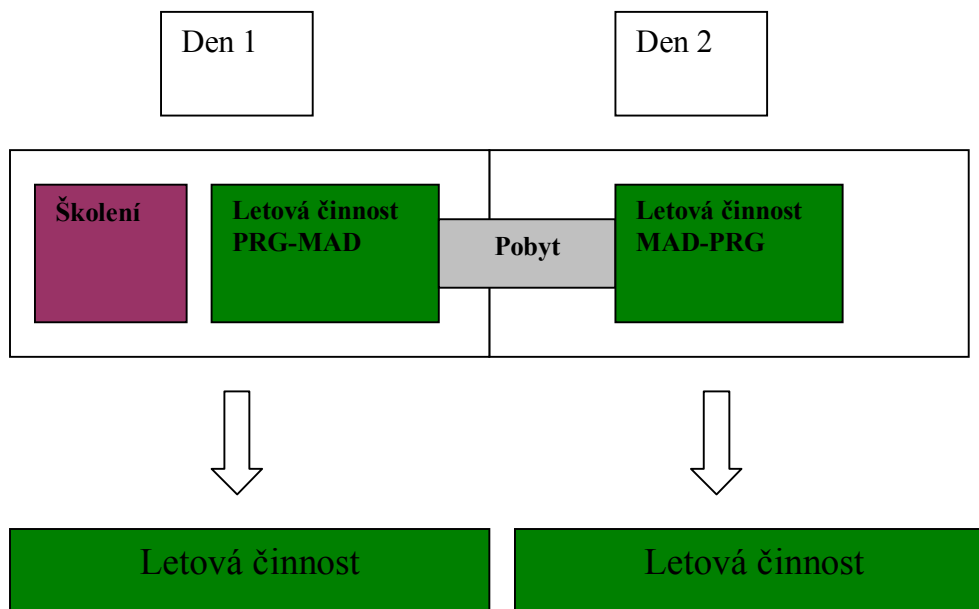 Den 1
Den 2
Školení
Letová činnost
PRG-MAD
Pobyt
Letová činnost
MAD-PRG
Letová činnost
Letová činnost